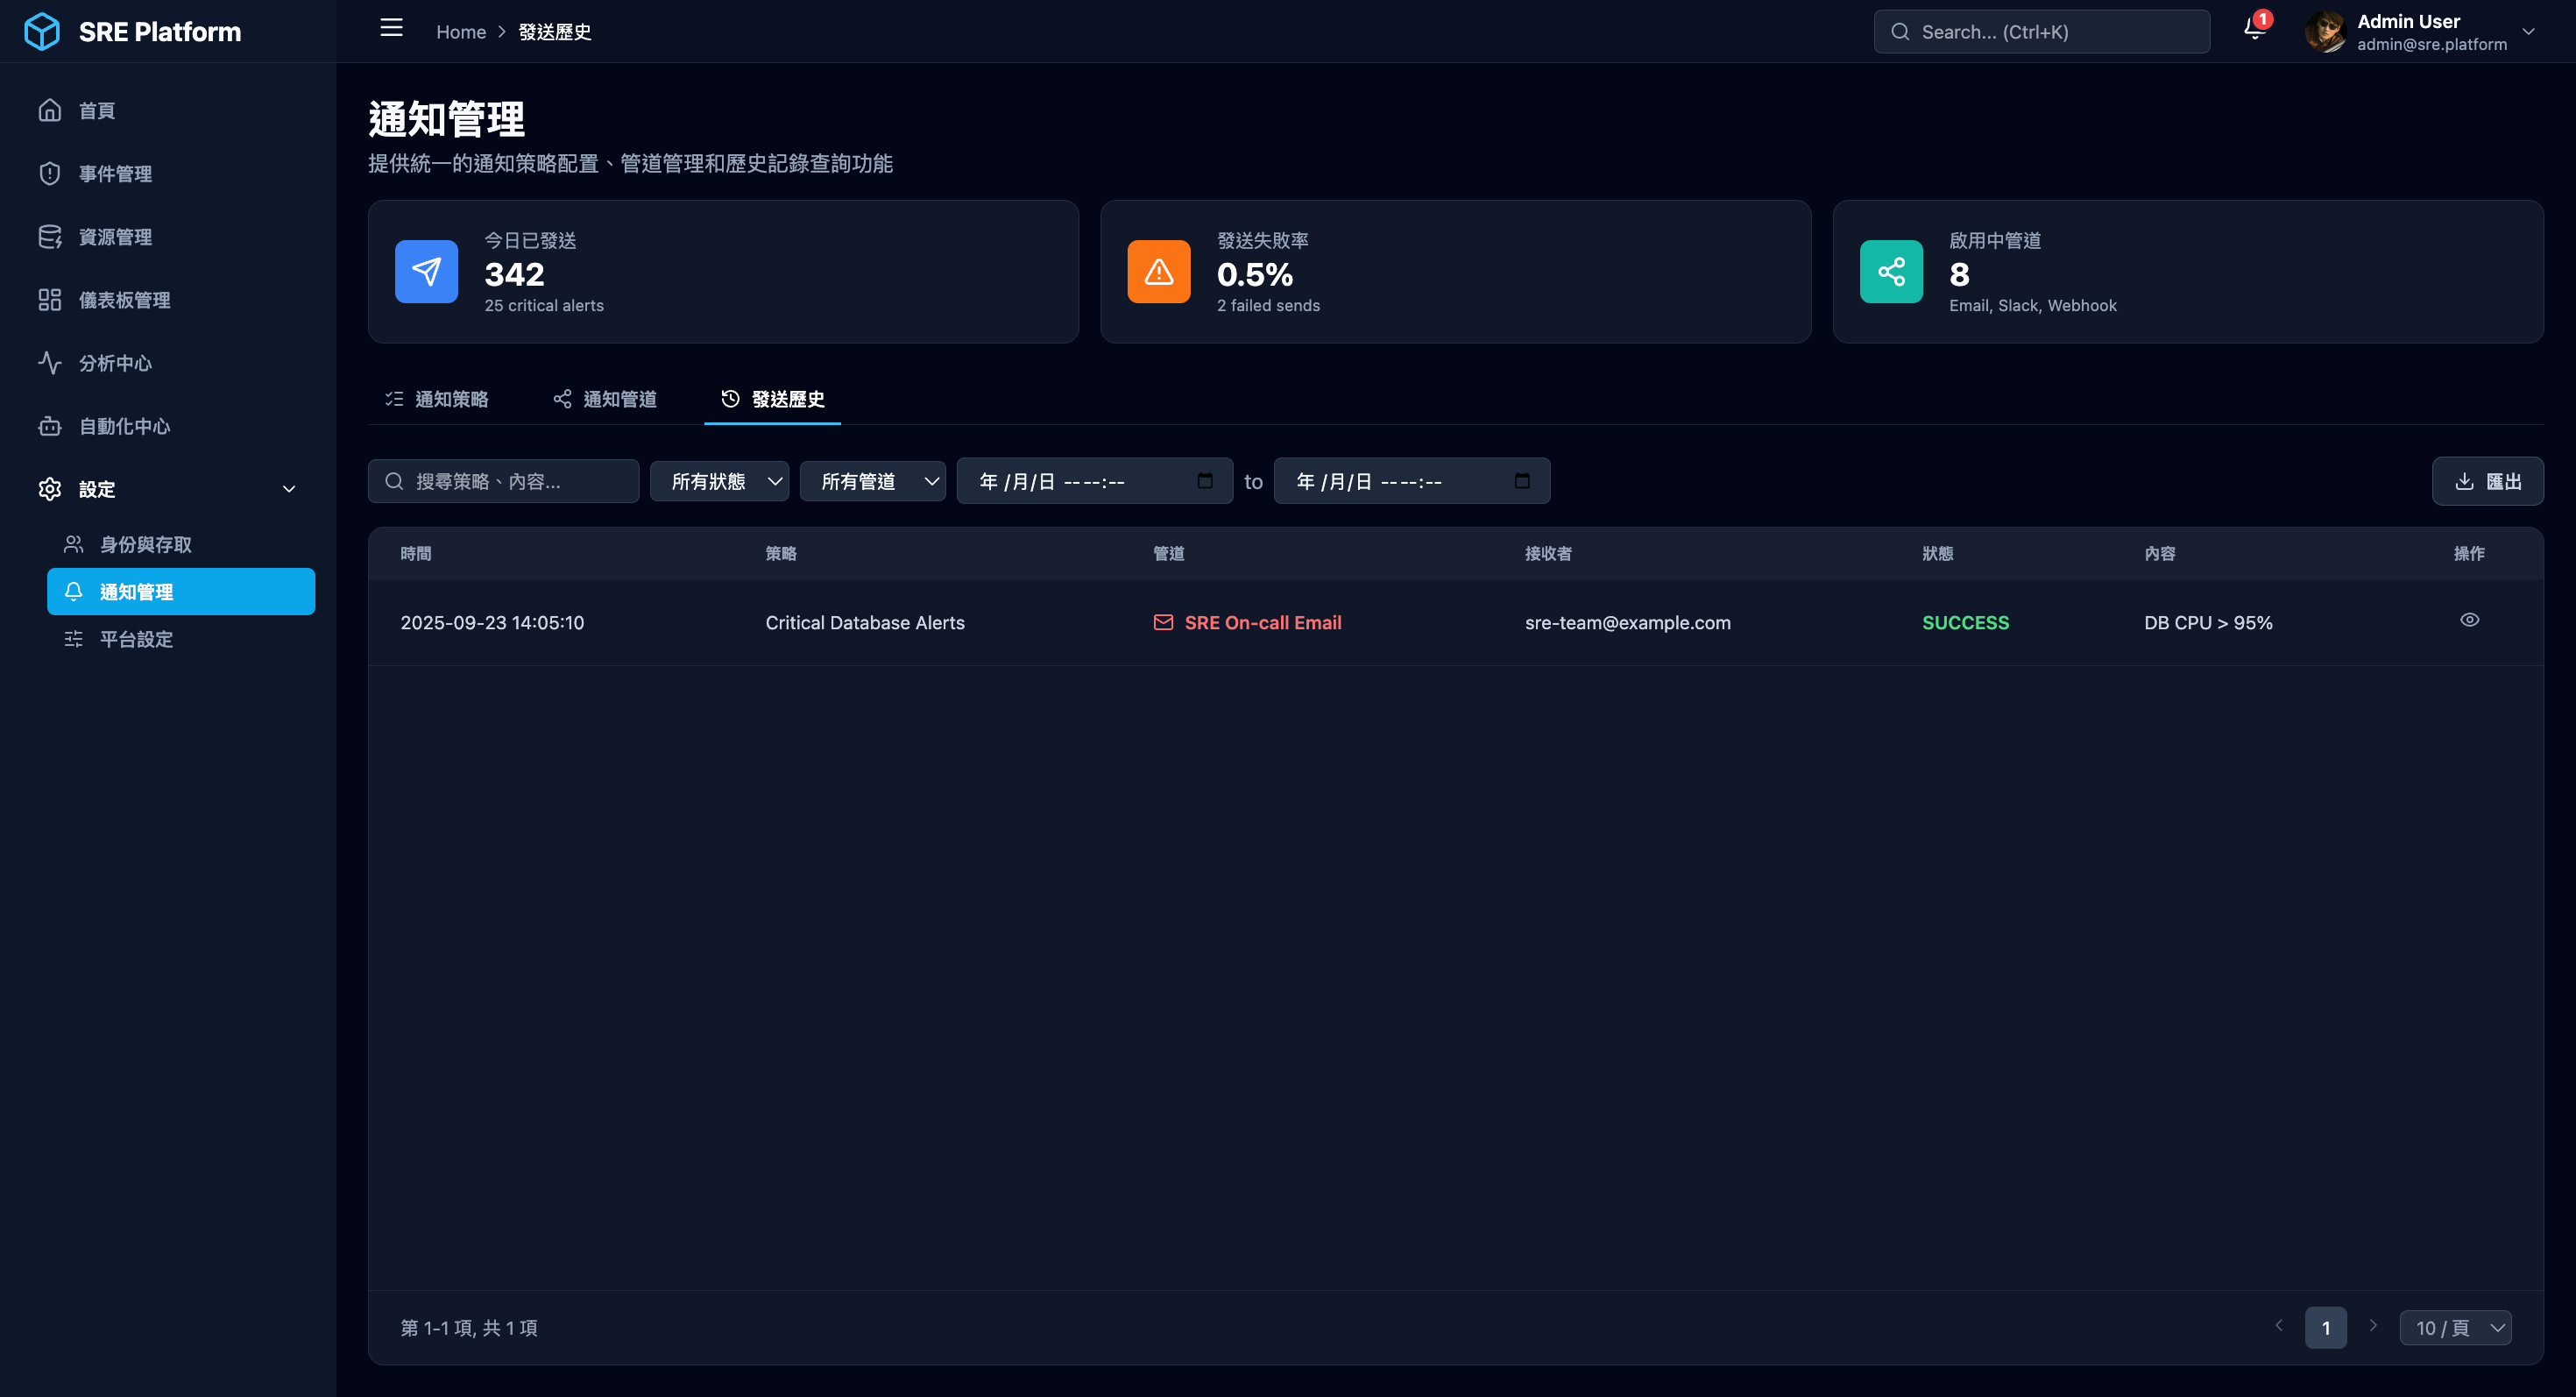 SRE Platform
Home > 發送歷史
Search... (Ctrl+K)
1
Admin User
admin@sre.platform
首頁
事件管理
資源管理
儀表板管理
分析中心
自動化中心
設定
身份與存取
通知管理
平台設定
通知管理
提供統一的通知策略配置、管道管理和歷史記錄查詢功能
今日已發送
342
25 critical alerts
發送失敗率
0.5%
2 failed sends
啟用中管道
8
Email, Slack, Webhook
通知策略 通知管道 發送歷史
搜尋策略、內容... 所有狀態 所有管道 年 /月/日 -- --:-- to 年 /月/日 -- --:-- 匯出
時間 策略 管道 接收者 狀態 內容 操作
2025-09-23 14:05:10 Critical Database Alerts SRE On-call Email sre-team@example.com SUCCESS DB CPU > 95%
第 1-1 項, 共 1 項
1
10 / 頁